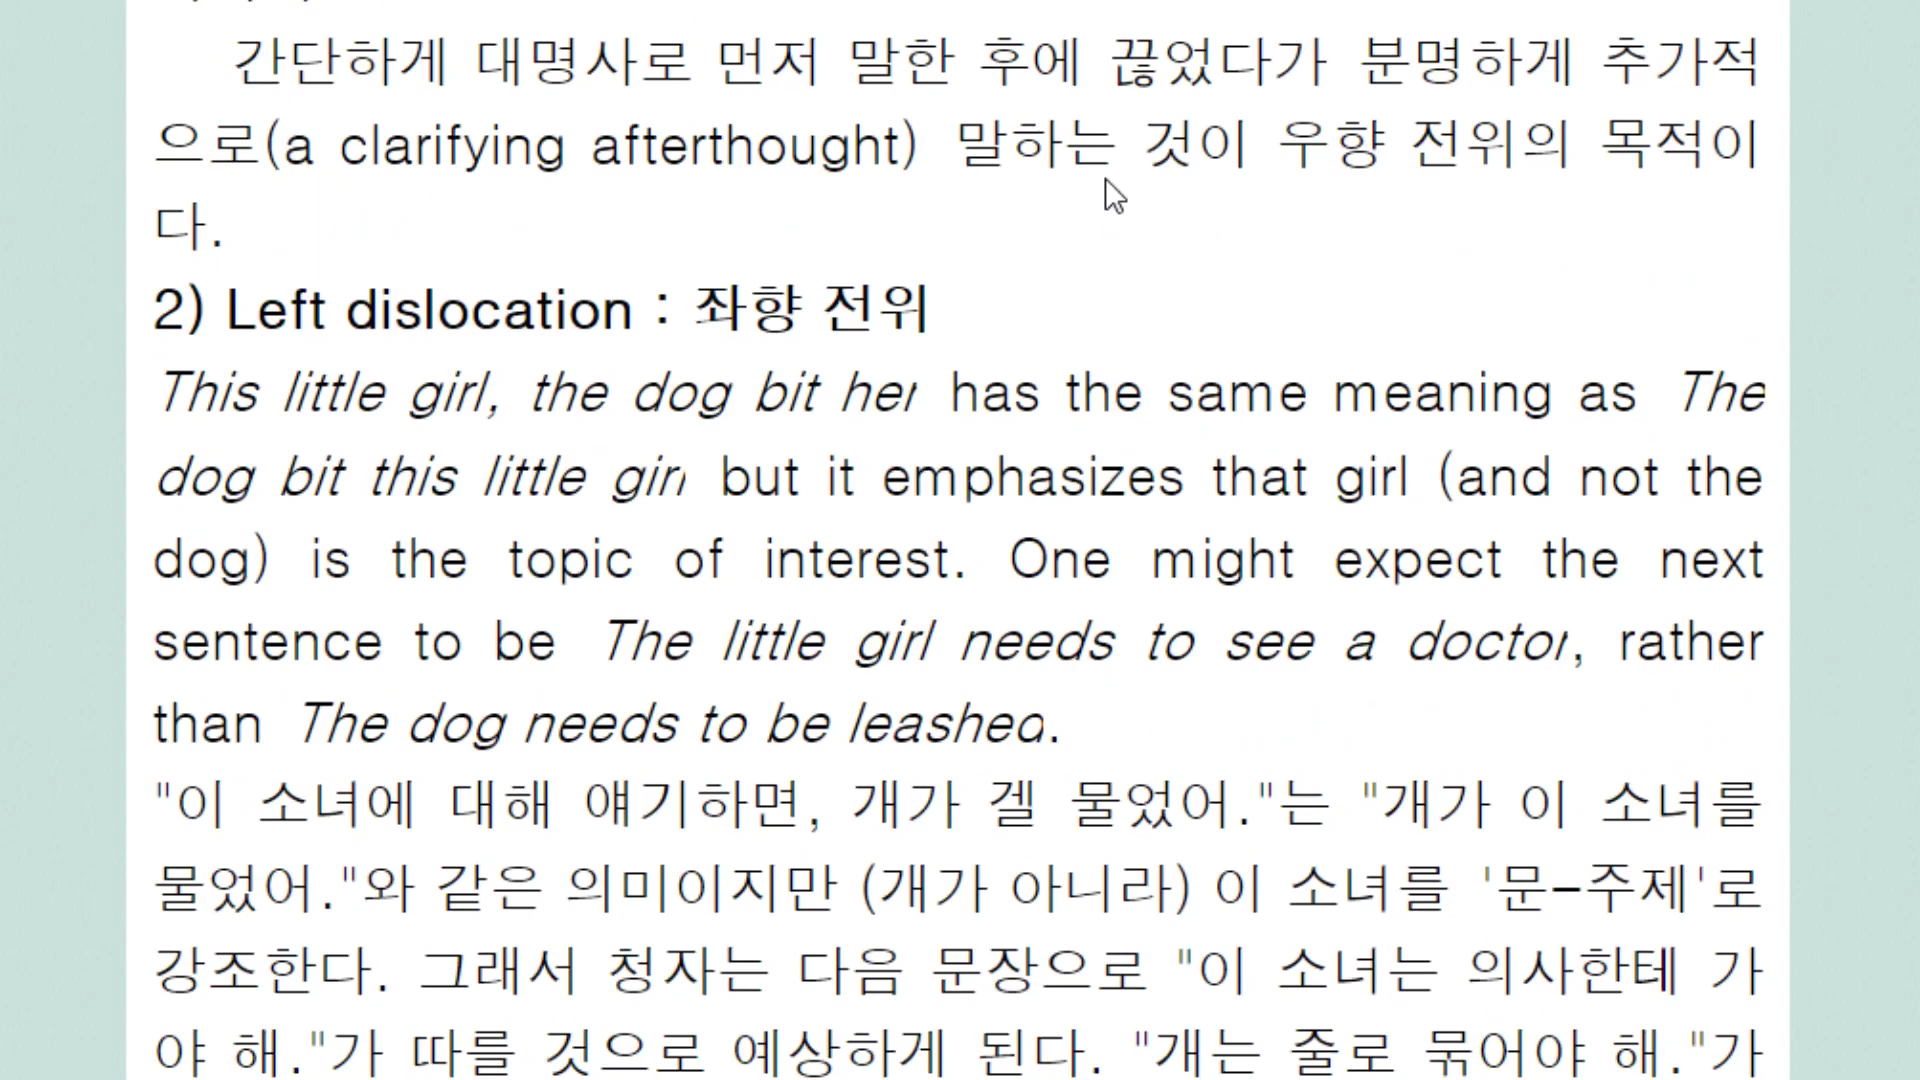 간단하게 대명사로 먼저 말한 후에 끊었다가 분명하게 추가적
으로(a clarifying afterthought) 말하는 것이 우향 전위의 목적이
다.
2) Left dislocation : 좌향 전위
This little girl, the dog bit her has the same meaning as The
dog bit this little girl but it emphasizes that girl (and not the
dog) is the topic of interest. One might expect the next
sentence to be The little girl needs to see a doctor, rather
than The dog needs to be leashed.
"이 소녀에 대해 얘기하면, 개가 겔 물었어."는 "개가 이 소녀를
물었어."와 같은 의미이지만 (개가 아니라) 이 소녀를 '문-주제'로
강조한다. 그래서 청자는 다음 문장으로 "이 소녀는 의사한테 가
야 해."가 따를 것으로 예상하게 된다. "개는 줄로 묶어야 해."가